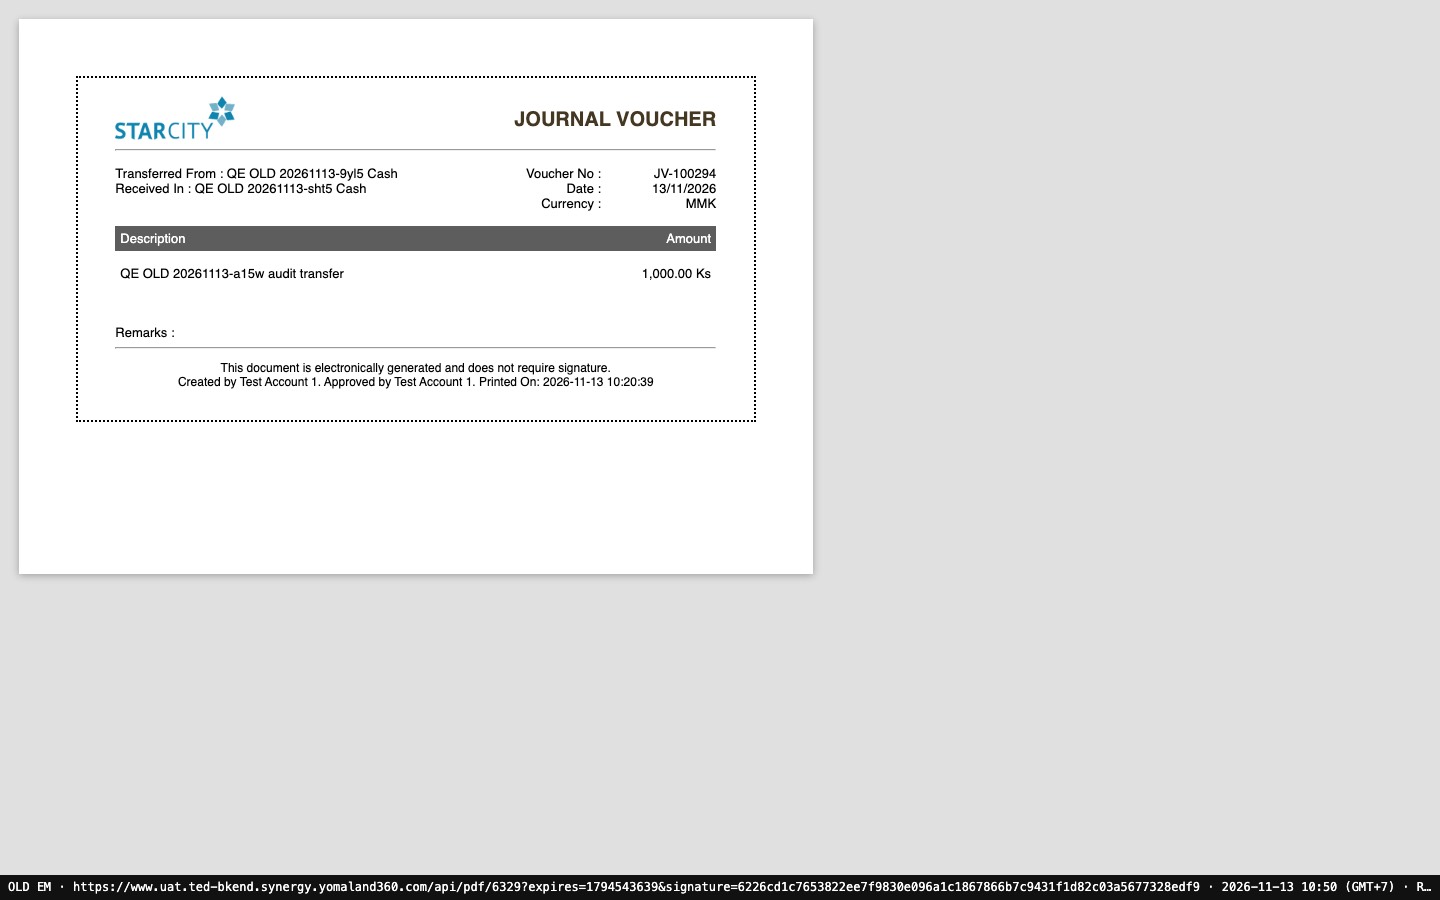 STARCITY
JOURNAL VOUCHER
Transferred From : QE OLD 20261113-9yl5 Cash
Received In : QE OLD 20261113-sht5 Cash
Voucher No : JV-100294
Date : 13/11/2026
Currency : MMK
Description Amount
QE OLD 20261113-a15w audit transfer 1,000.00 Ks
Remarks :
This document is electronically generated and does not require signature.
Created by Test Account 1. Approved by Test Account 1. Printed On: 2026-11-13 10:20:39
OLD EM · https://www.uat.ted-bkend.synergy.yomaland360.com/api/pdf/6329?expires=1794543639&signature=6226cd1c7653822ee7f9830e096a1c1867866b7c9431f1d82c03a5677328edf9 · 2026-11-13 10:50 (GMT+7) · R…